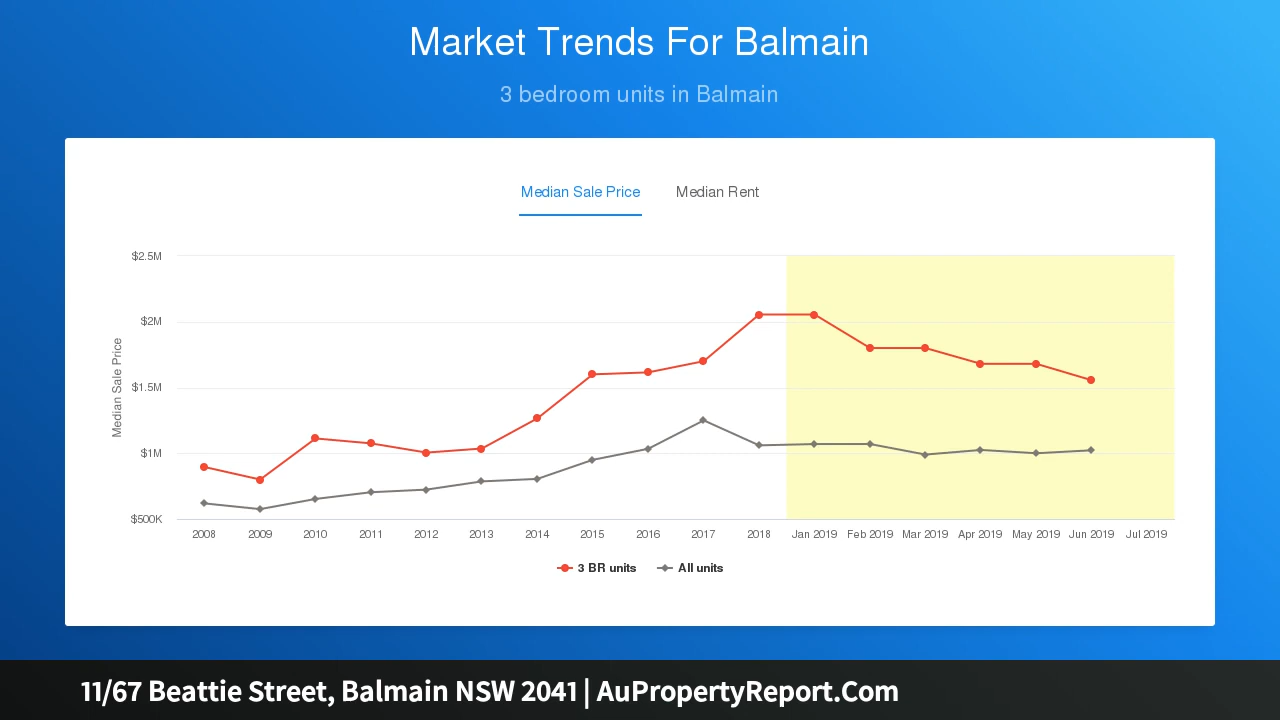 Market Trends For Balmain
3 bedroom units in Balmain
Median Sale Price Median Rent
$2.5M
$2M
$1.5M
$1M
$500K
Median Sale Price
2008 2009 2010 2011 2012 2013 2014 2015 2016 2017 2018 Jan 2019 Feb 2019 Mar 2019 Apr 2019 May 2019 Jun 2019 Jul 2019
3 BR units All units
11/67 Beattie Street, Balmain NSW 2041 | AuPropertyReport.Com